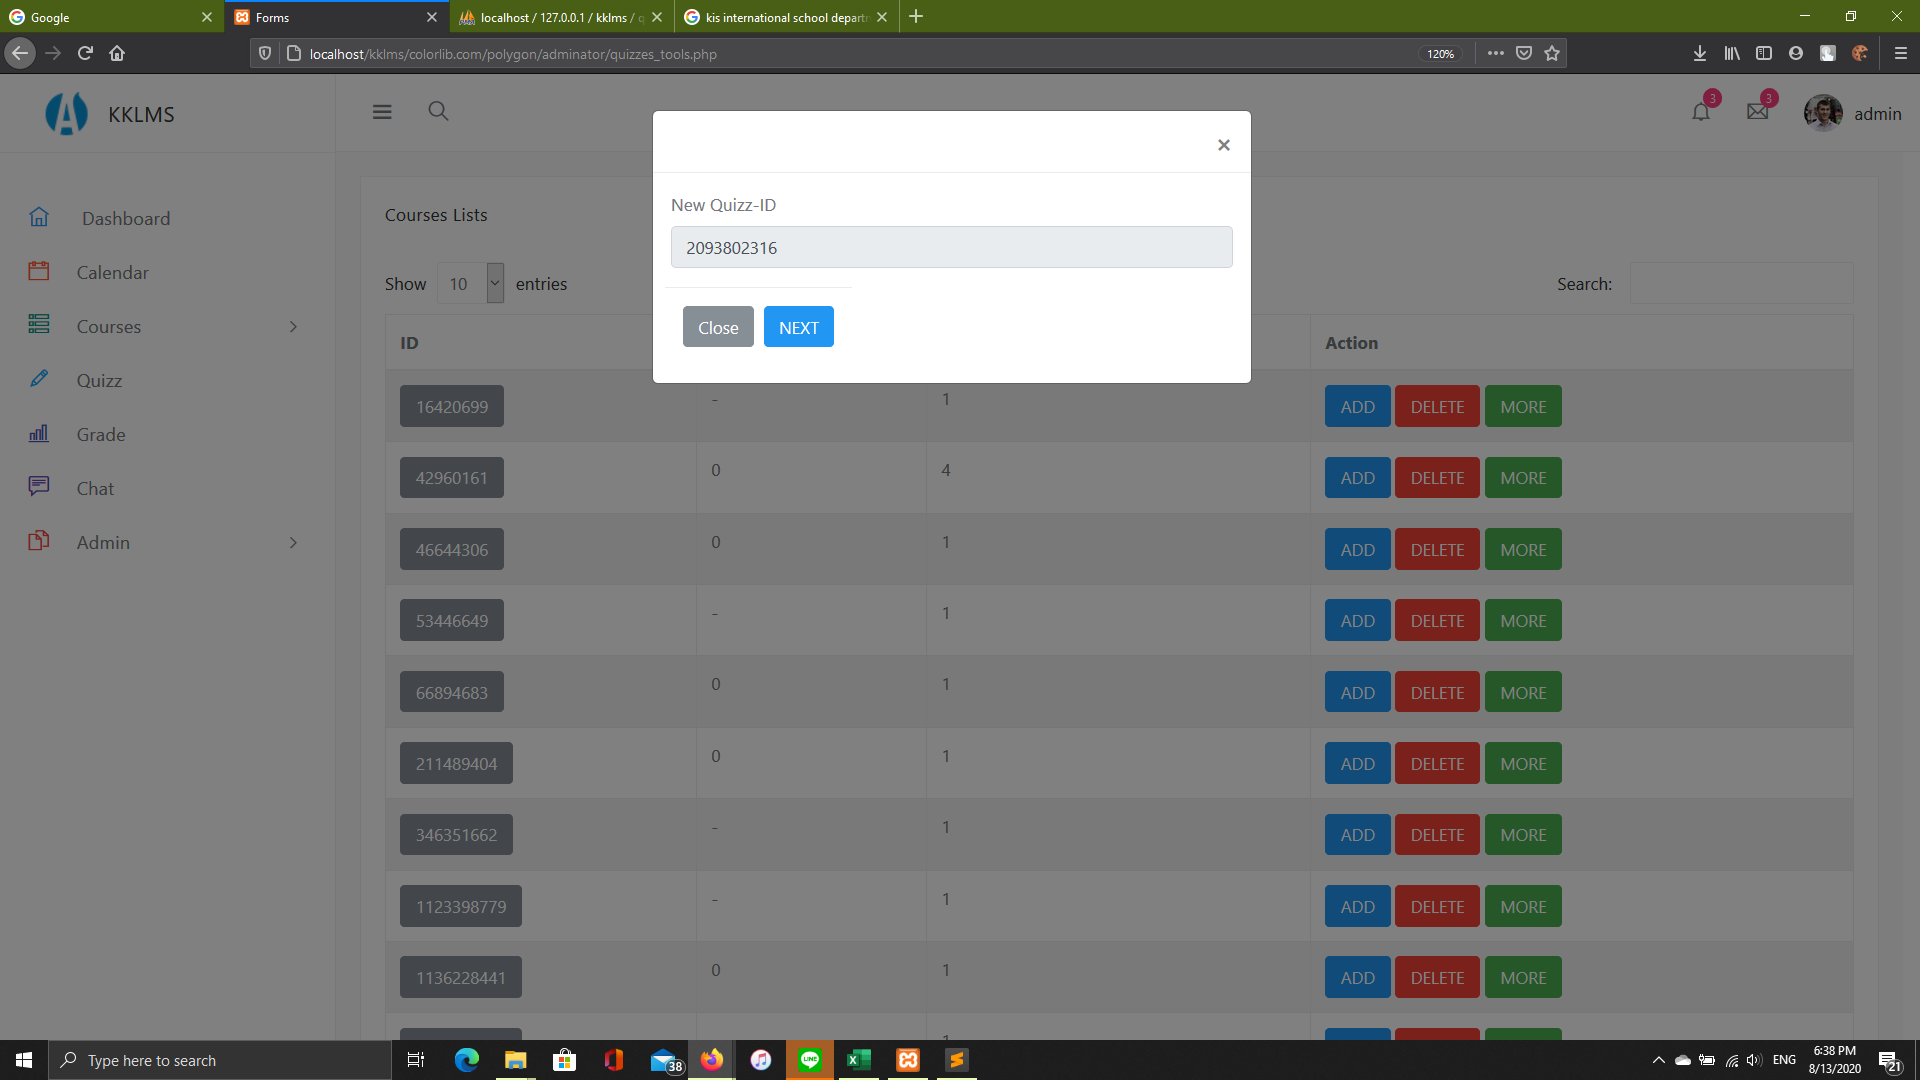 Google
Forms
localhost / 127.0.0.1 / kklms / q
kis international school departm
localhost/kklms/colorlib.com/polygon/adminator/quizzes_tools.php
120%
KKLMS
3
3
admin
×
New Quizz-ID
2093802316
Close
NEXT
Dashboard
Calendar
Courses
Quizz
Grade
Chat
Admin
Courses Lists
Show 10 entries
Search:
ID
Action
16420699 - 1 ADD DELETE MORE
42960161 0 4 ADD DELETE MORE
46644306 0 1 ADD DELETE MORE
53446649 - 1 ADD DELETE MORE
66894683 0 1 ADD DELETE MORE
211489404 0 1 ADD DELETE MORE
346351662 - 1 ADD DELETE MORE
1123398779 - 1 ADD DELETE MORE
1136228441 0 1 ADD DELETE MORE
Type here to search
38
LINE
ENG
6:38 PM
8/13/2020
21